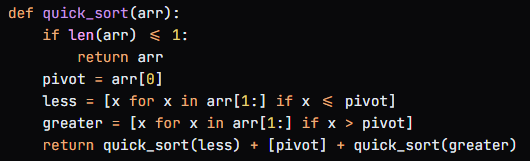 def quick_sort(arr):
    if len(arr) <= 1:
        return arr
    pivot = arr[0]
    less = [x for x in arr[1:] if x <= pivot]
    greater = [x for x in arr[1:] if x > pivot]
    return quick_sort(less) + [pivot] + quick_sort(greater)